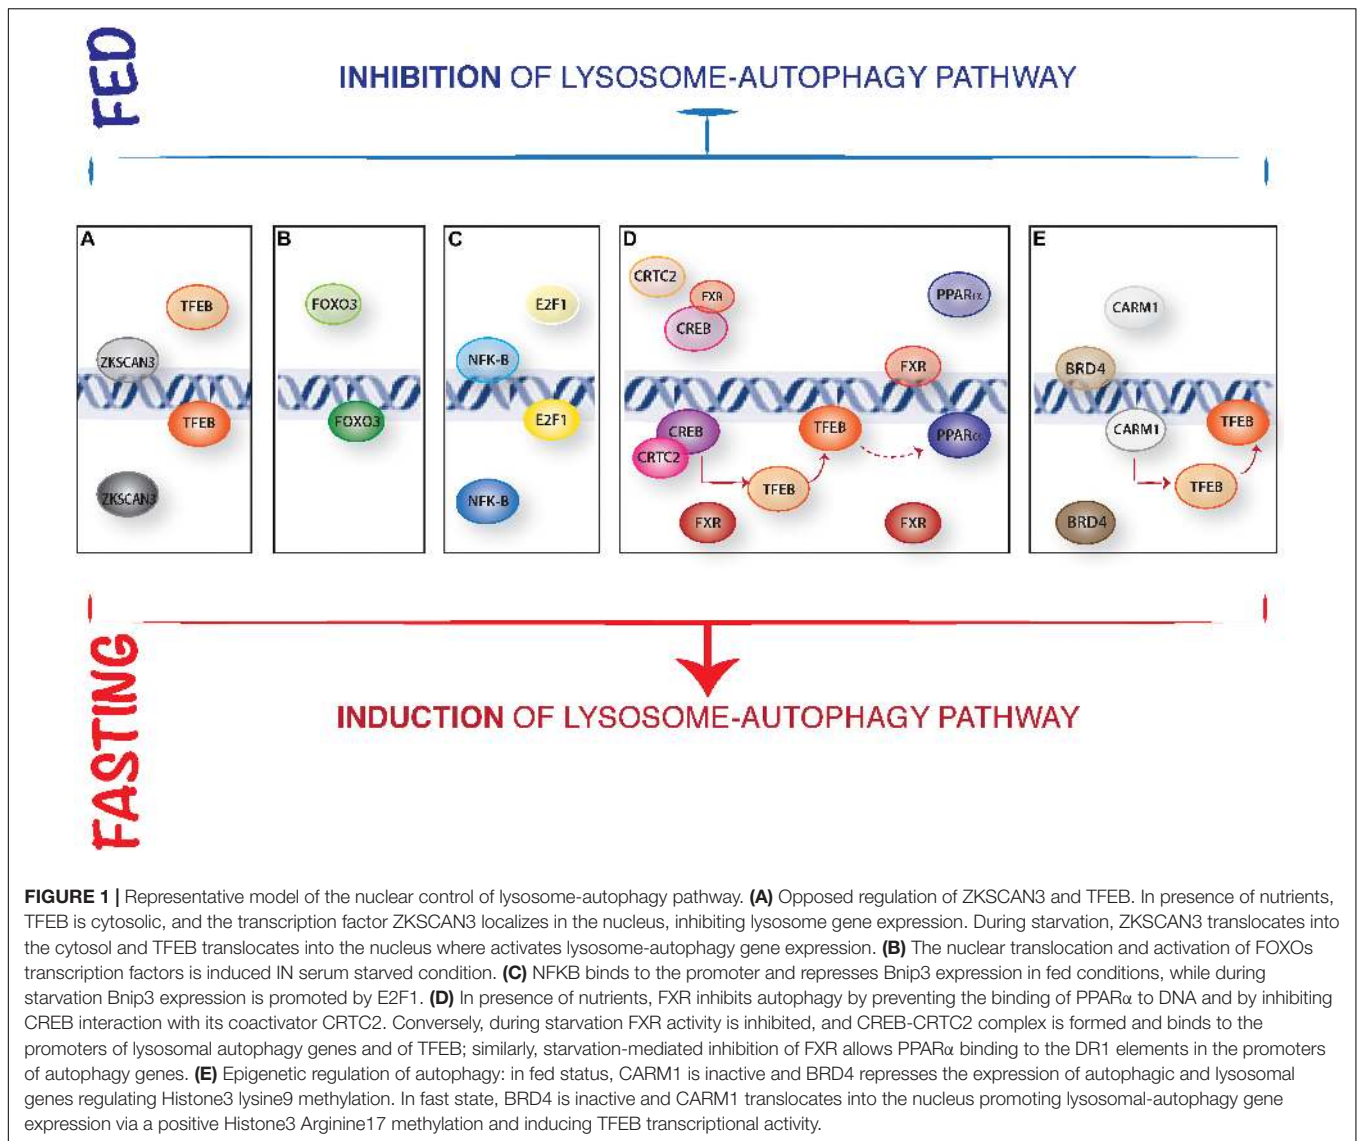 FED
INHIBITION OF LYSOSOME-AUTOPHAGY PATHWAY
A
TFEB
ZKSCAN3
TFEB
ZKSCAN3
B
FOXO3
FOXO3
C
E2F1
NFK-B
E2F1
NFK-B
D
CRTC2
FXR
CREB
PPARα
FXR
CREB
CRTC2
TFEB
PPARα
TFEB
FXR
FXR
E
CARM1
BRD4
CARM1
TFEB
TFEB
BRD4
FASTING
INDUCTION OF LYSOSOME-AUTOPHAGY PATHWAY
FIGURE 1 | Representative model of the nuclear control of lysosome-autophagy pathway. (A) Opposed regulation of ZKSCAN3 and TFEB. In presence of nutrients,
TFEB is cytosolic, and the transcription factor ZKSCAN3 localizes in the nucleus, inhibiting lysosome gene expression. During starvation, ZKSCAN3 translocates into
the cytosol and TFEB translocates into the nucleus where activates lysosome-autophagy gene expression. (B) The nuclear translocation and activation of FOXOs
transcription factors is induced IN serum starved condition. (C) NFKB binds to the promoter and represses Bnip3 expression in fed conditions, while during
starvation Bnip3 expression is promoted by E2F1. (D) In presence of nutrients, FXR inhibits autophagy by preventing the binding of PPARα to DNA and by inhibiting
CREB interaction with its coactivator CRTC2. Conversely, during starvation FXR activity is inhibited, and CREB-CRTC2 complex is formed and binds to the
promoters of lysosomal autophagy genes and of TFEB; similarly, starvation-mediated inhibition of FXR allows PPARα binding to the DR1 elements in the promoters
of autophagy genes. (E) Epigenetic regulation of autophagy: in fed status, CARM1 is inactive and BRD4 represses the expression of autophagic and lysosomal
genes regulating Histone3 lysine9 methylation. In fast state, BRD4 is inactive and CARM1 translocates into the nucleus promoting lysosomal-autophagy gene
expression via a positive Histone3 Arginine17 methylation and inducing TFEB transcriptional activity.